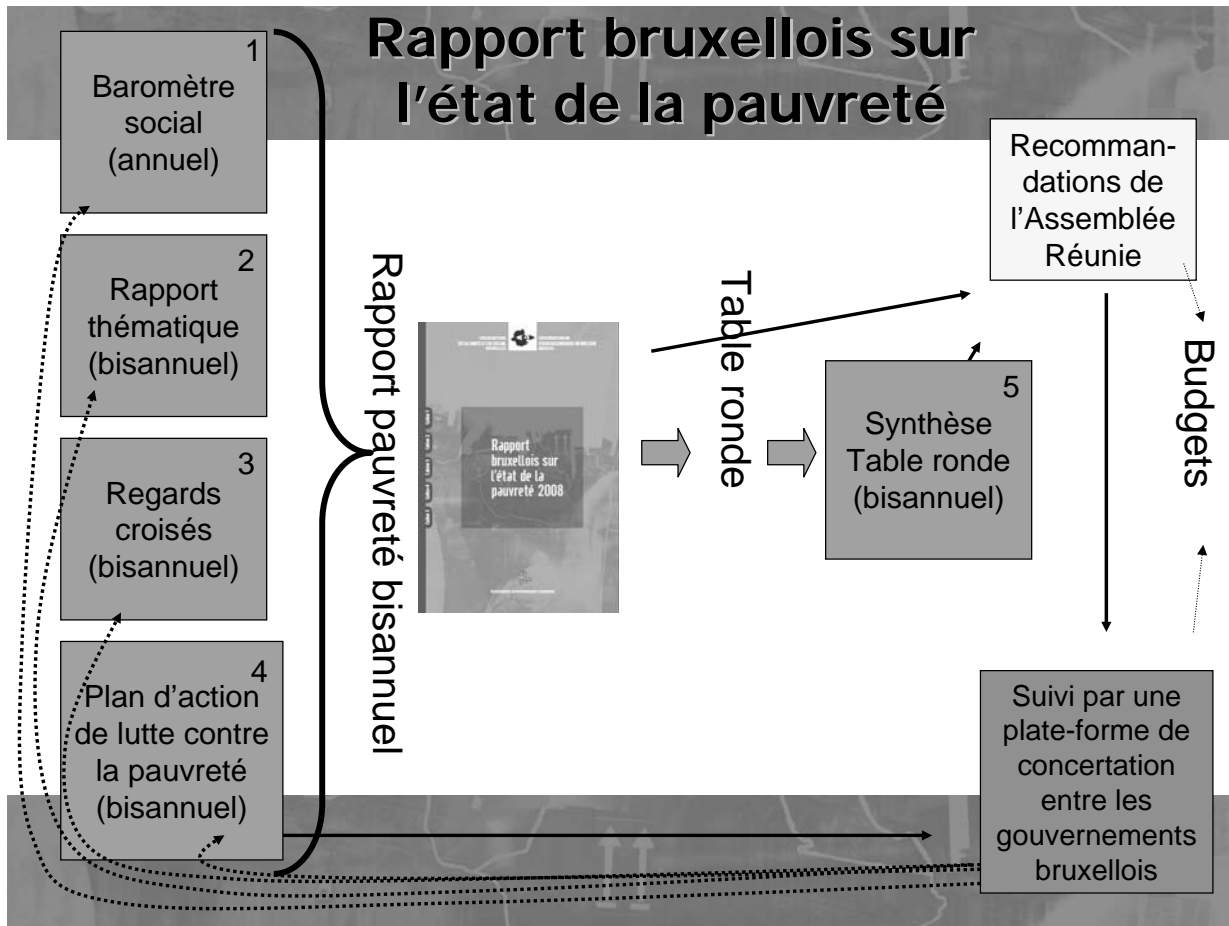 Rapport bruxellois sur
l'état de la pauvreté
1
Baromètre
social
(annuel)
2
Rapport
thématique
(bisannuel)
3
Regards
croisés
(bisannuel)
4
Plan d'action
de lutte contre
la pauvreté
(bisannuel)
Rapport pauvreté bisannuel
Rapport
bruxellois sur
l'état de la
pauvreté 2008
Table ronde
5
Synthèse
Table ronde
(bisannuel)
Recomman-
dations de
l'Assemblée
Réunie
Budgets
Suivi par une
plate-forme de
concertation
entre les
gouvernements
bruxellois